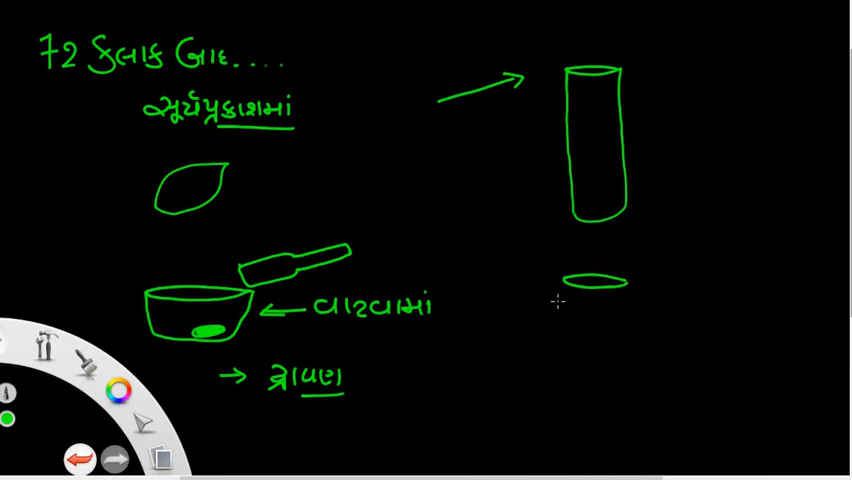 72 કલાક બાદ....
સૂર્યપ્રકાશમાં
વાટવામાં
→ દ્રાવણ